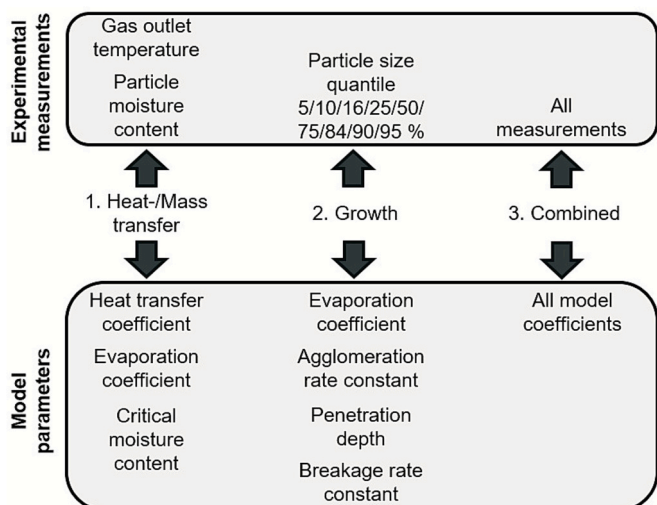 Experimental
measurements
Gas outlet
temperature
Particle
moisture
content
Particle size
quantile
5/10/16/25/50/
75/84/90/95 %
All
measurements
1. Heat-/Mass
transfer
2. Growth
3. Combined
Model
parameters
Heat transfer
coefficient
Evaporation
coefficient
Critical
moisture
content
Evaporation
coefficient
Agglomeration
rate constant
Penetration
depth
Breakage rate
constant
All model
coefficients